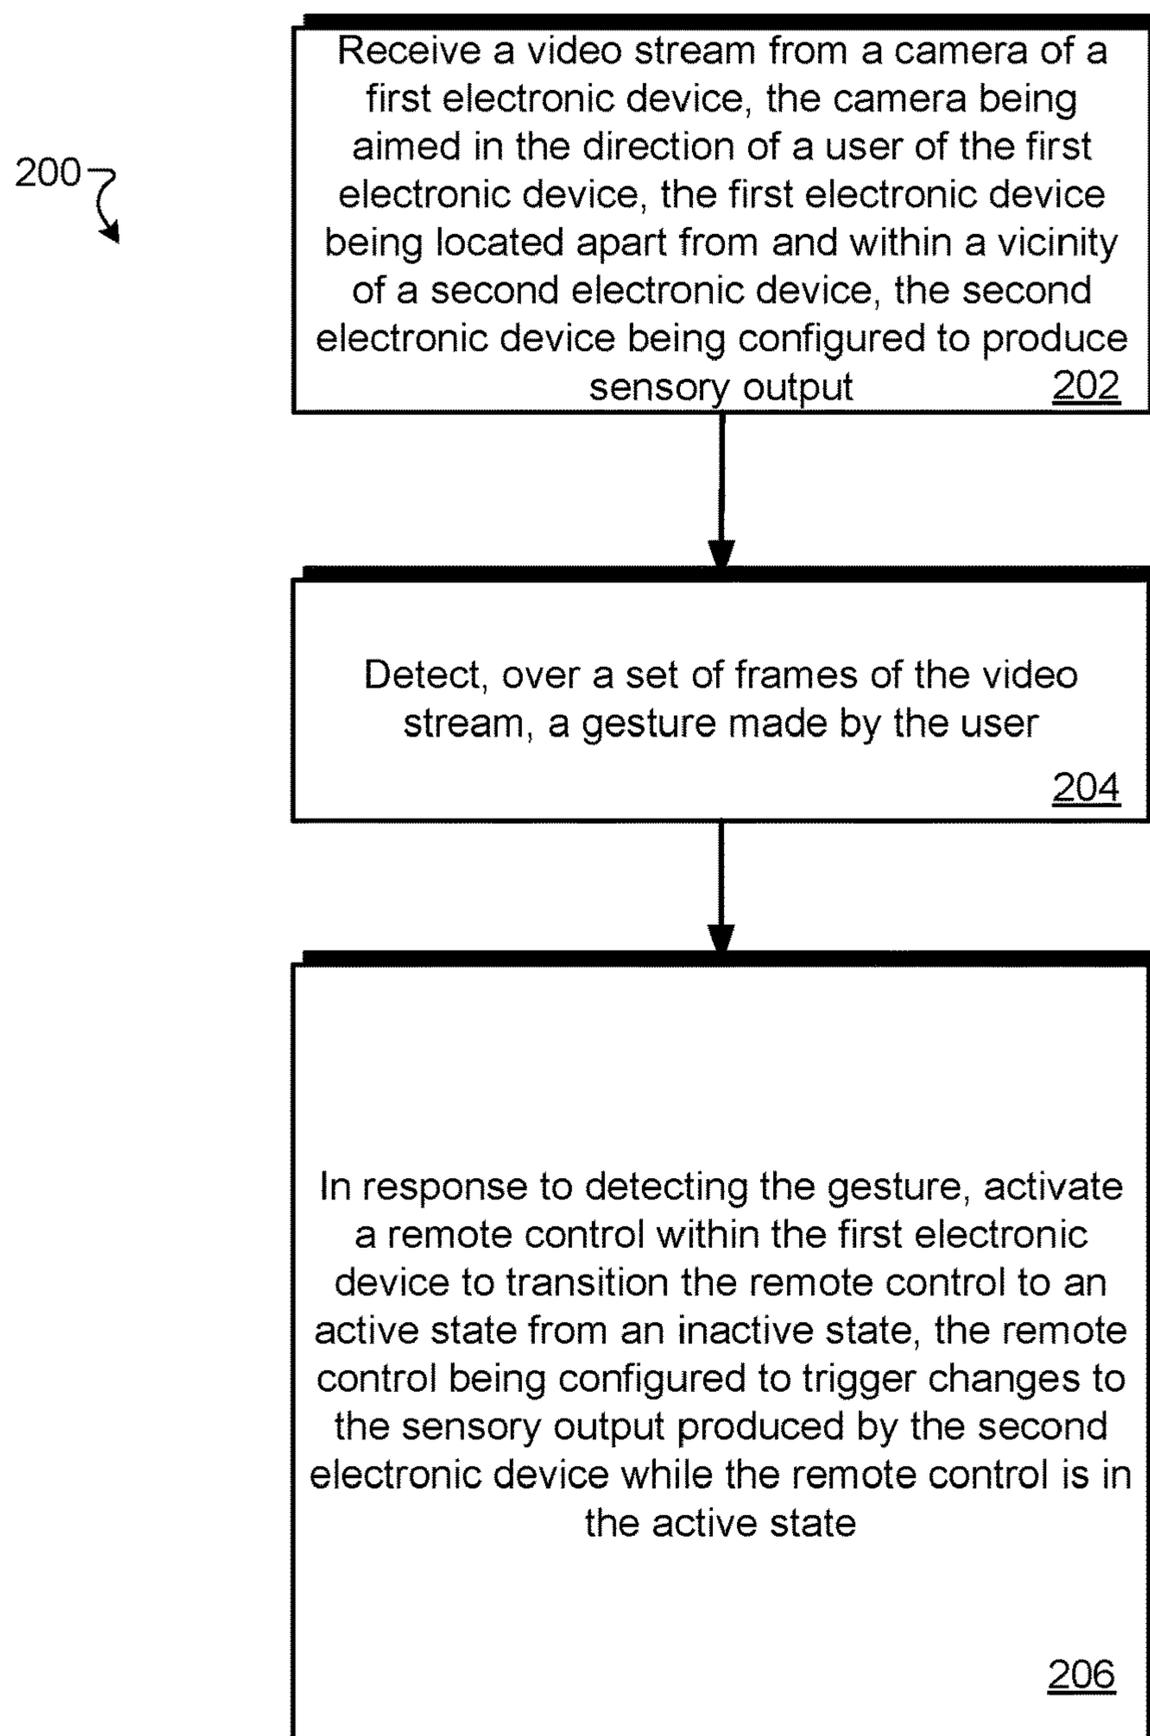 Receive a video stream from a camera of a
first electronic device, the camera being
aimed in the direction of a user of the first
200
electronic device, the first electronic device
being located apart from and within a vicinity
of a second electronic device, the second
electronic device being configured to produce
sensory output 202
Detect, over a set of frames of the video
stream, a gesture made by the user
204
In response to detecting the gesture, activate
a remote control within the first electronic
device to transition the remote control to an
active state from an inactive state, the remote
control being configured to trigger changes to
the sensory output produced by the second
electronic device while the remote control is in
the active state
206